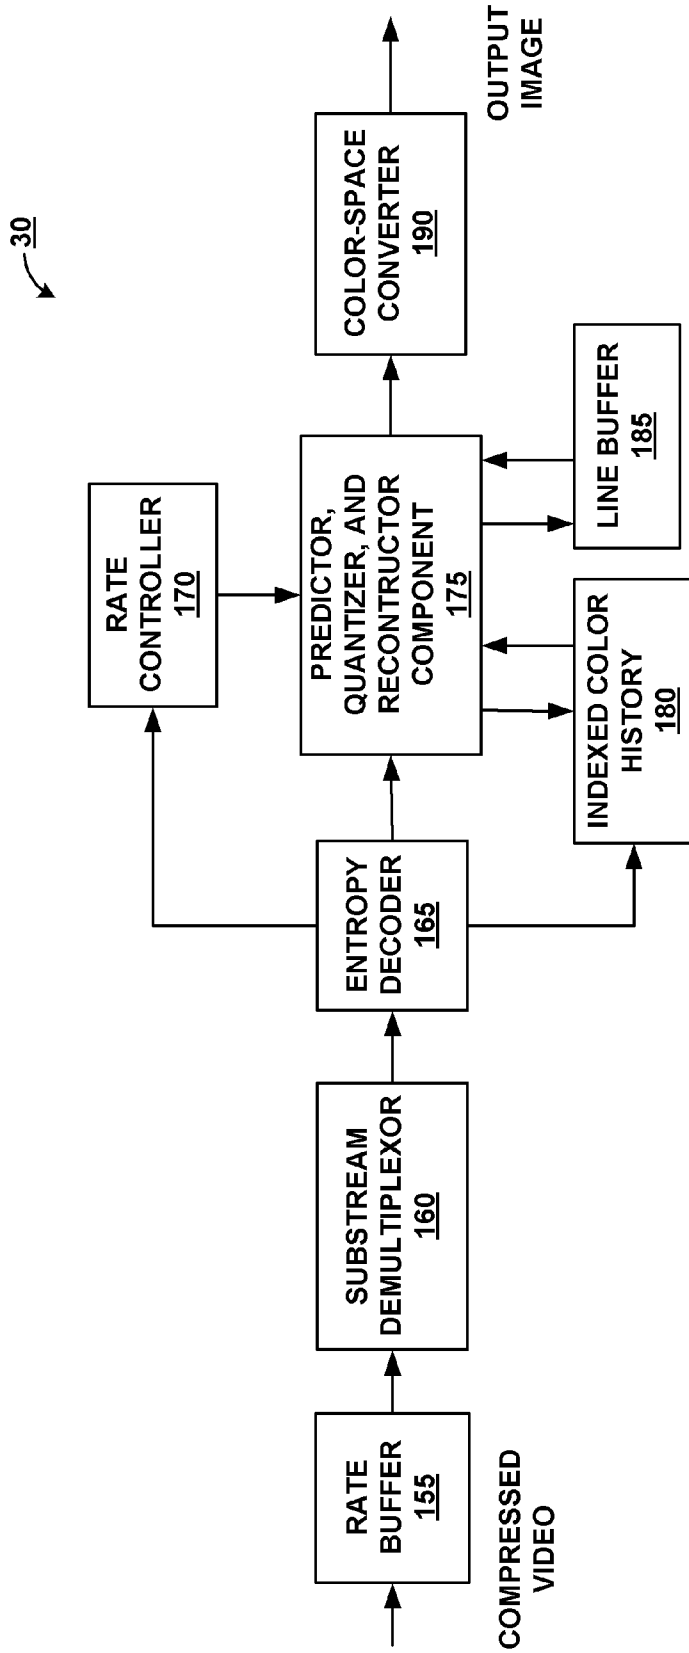 30
COMPRESSED
VIDEO
RATE
BUFFER
155
SUBSTREAM
DEMULTIPLEXOR
160
ENTROPY
DECODER
165
RATE
CONTROLLER
170
PREDICTOR,
QUANTIZER, AND
RECONTRUCTOR
COMPONENT
175
INDEXED COLOR
HISTORY
180
LINE BUFFER
185
COLOR-SPACE
CONVERTER
190
OUTPUT
IMAGE